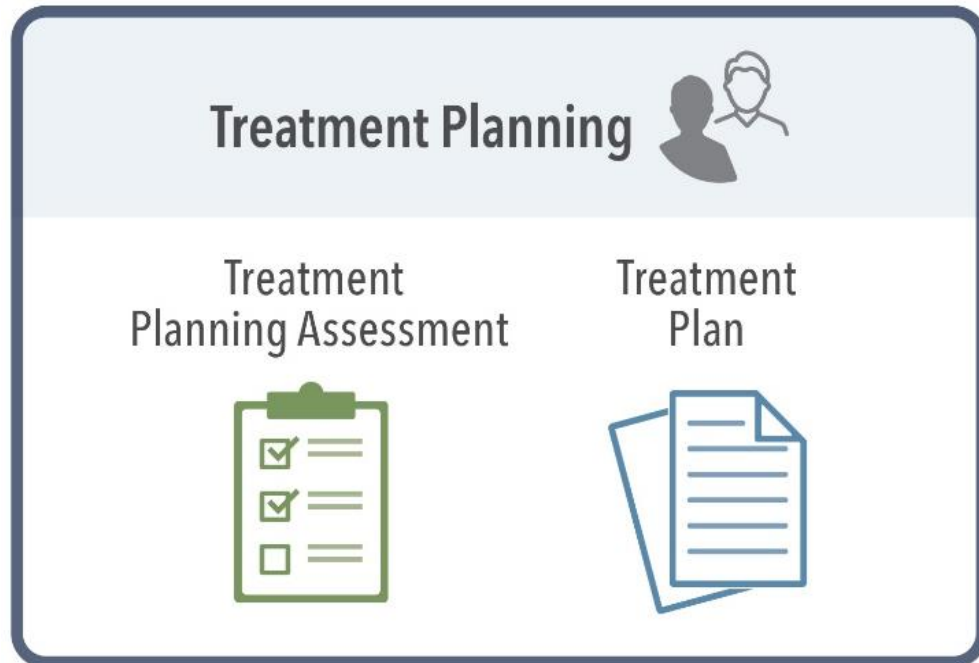 Treatment Planning
Treatment
Planning Assessment
Treatment
Plan